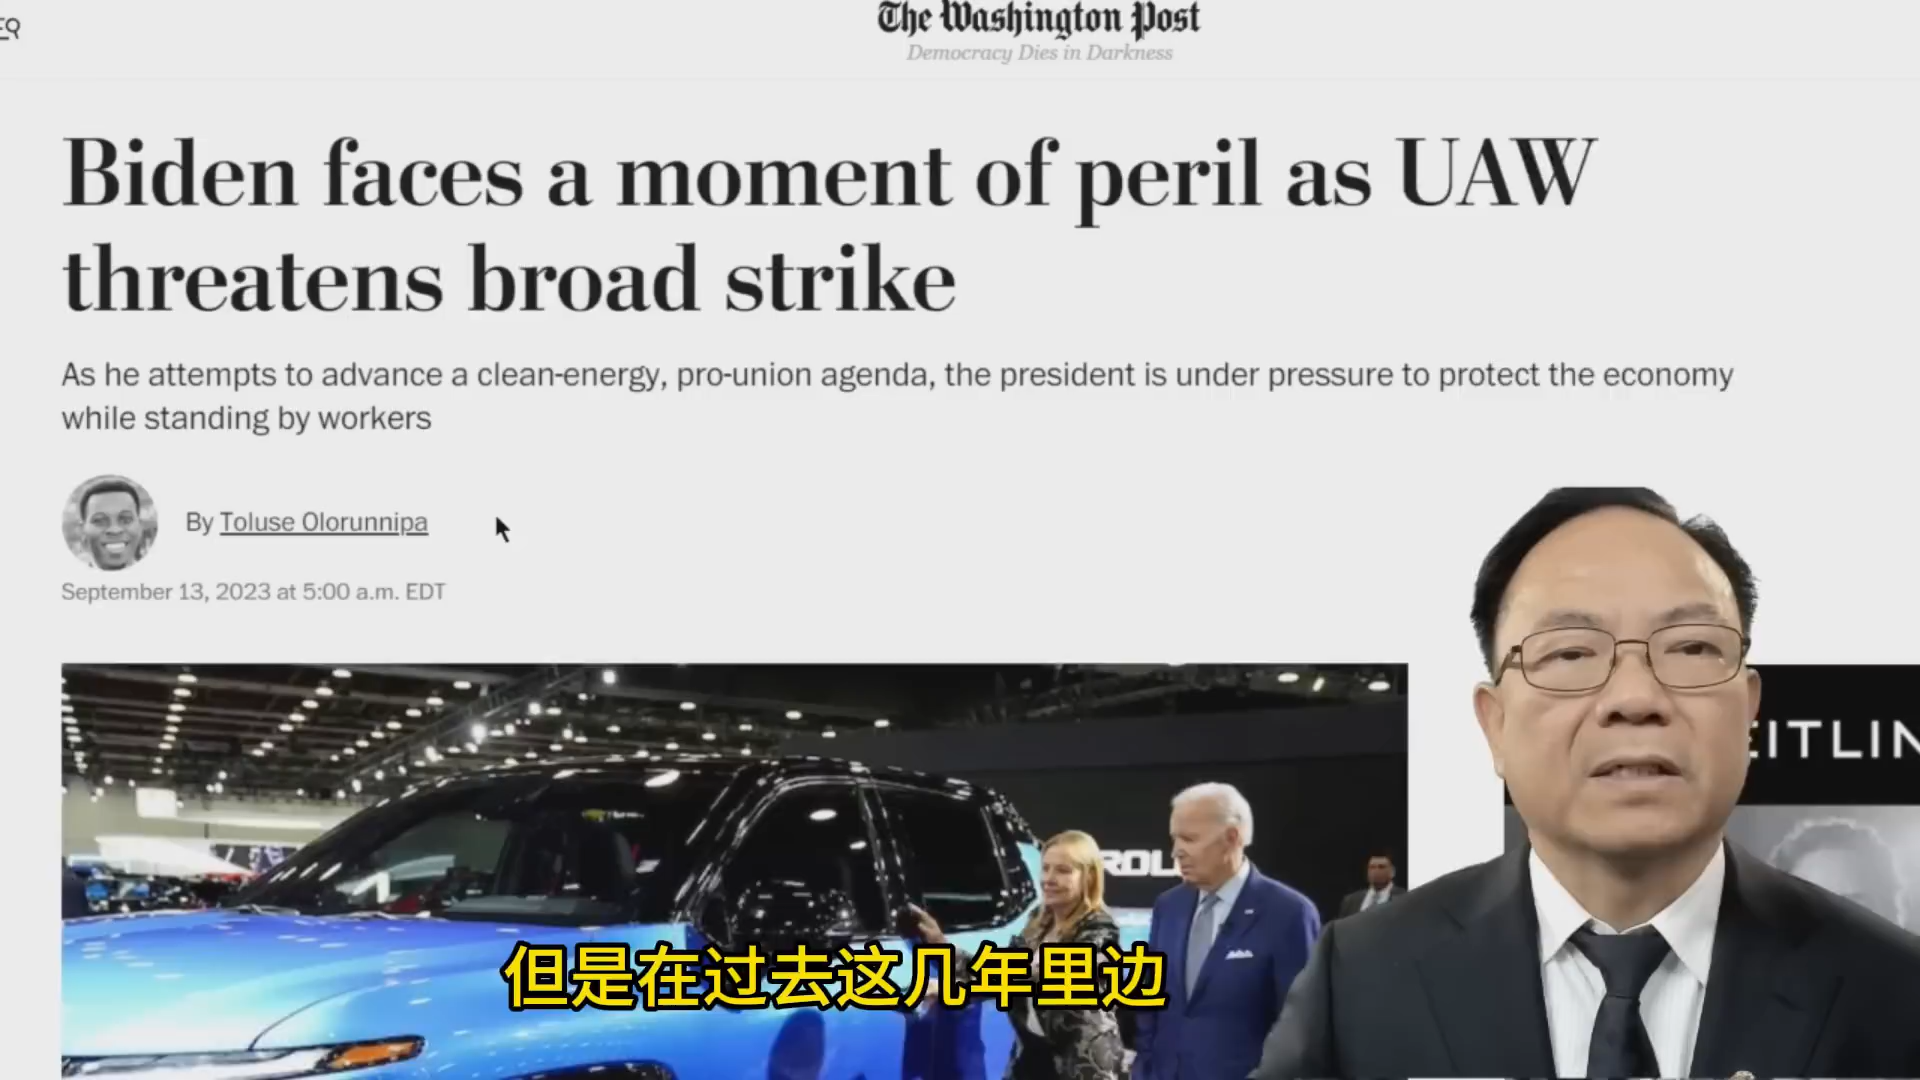 The Washington Post
Democracy Dies in Darkness
Biden faces a moment of peril as UAW
threatens broad strike
As he attempts to advance a clean-energy, pro-union agenda, the president is under pressure to protect the economy
while standing by workers
By Toluse Olorunnipa
September 13, 2023 at 5:00 a.m. EDT
EITLIN
ROL
但是在过去这几年里边